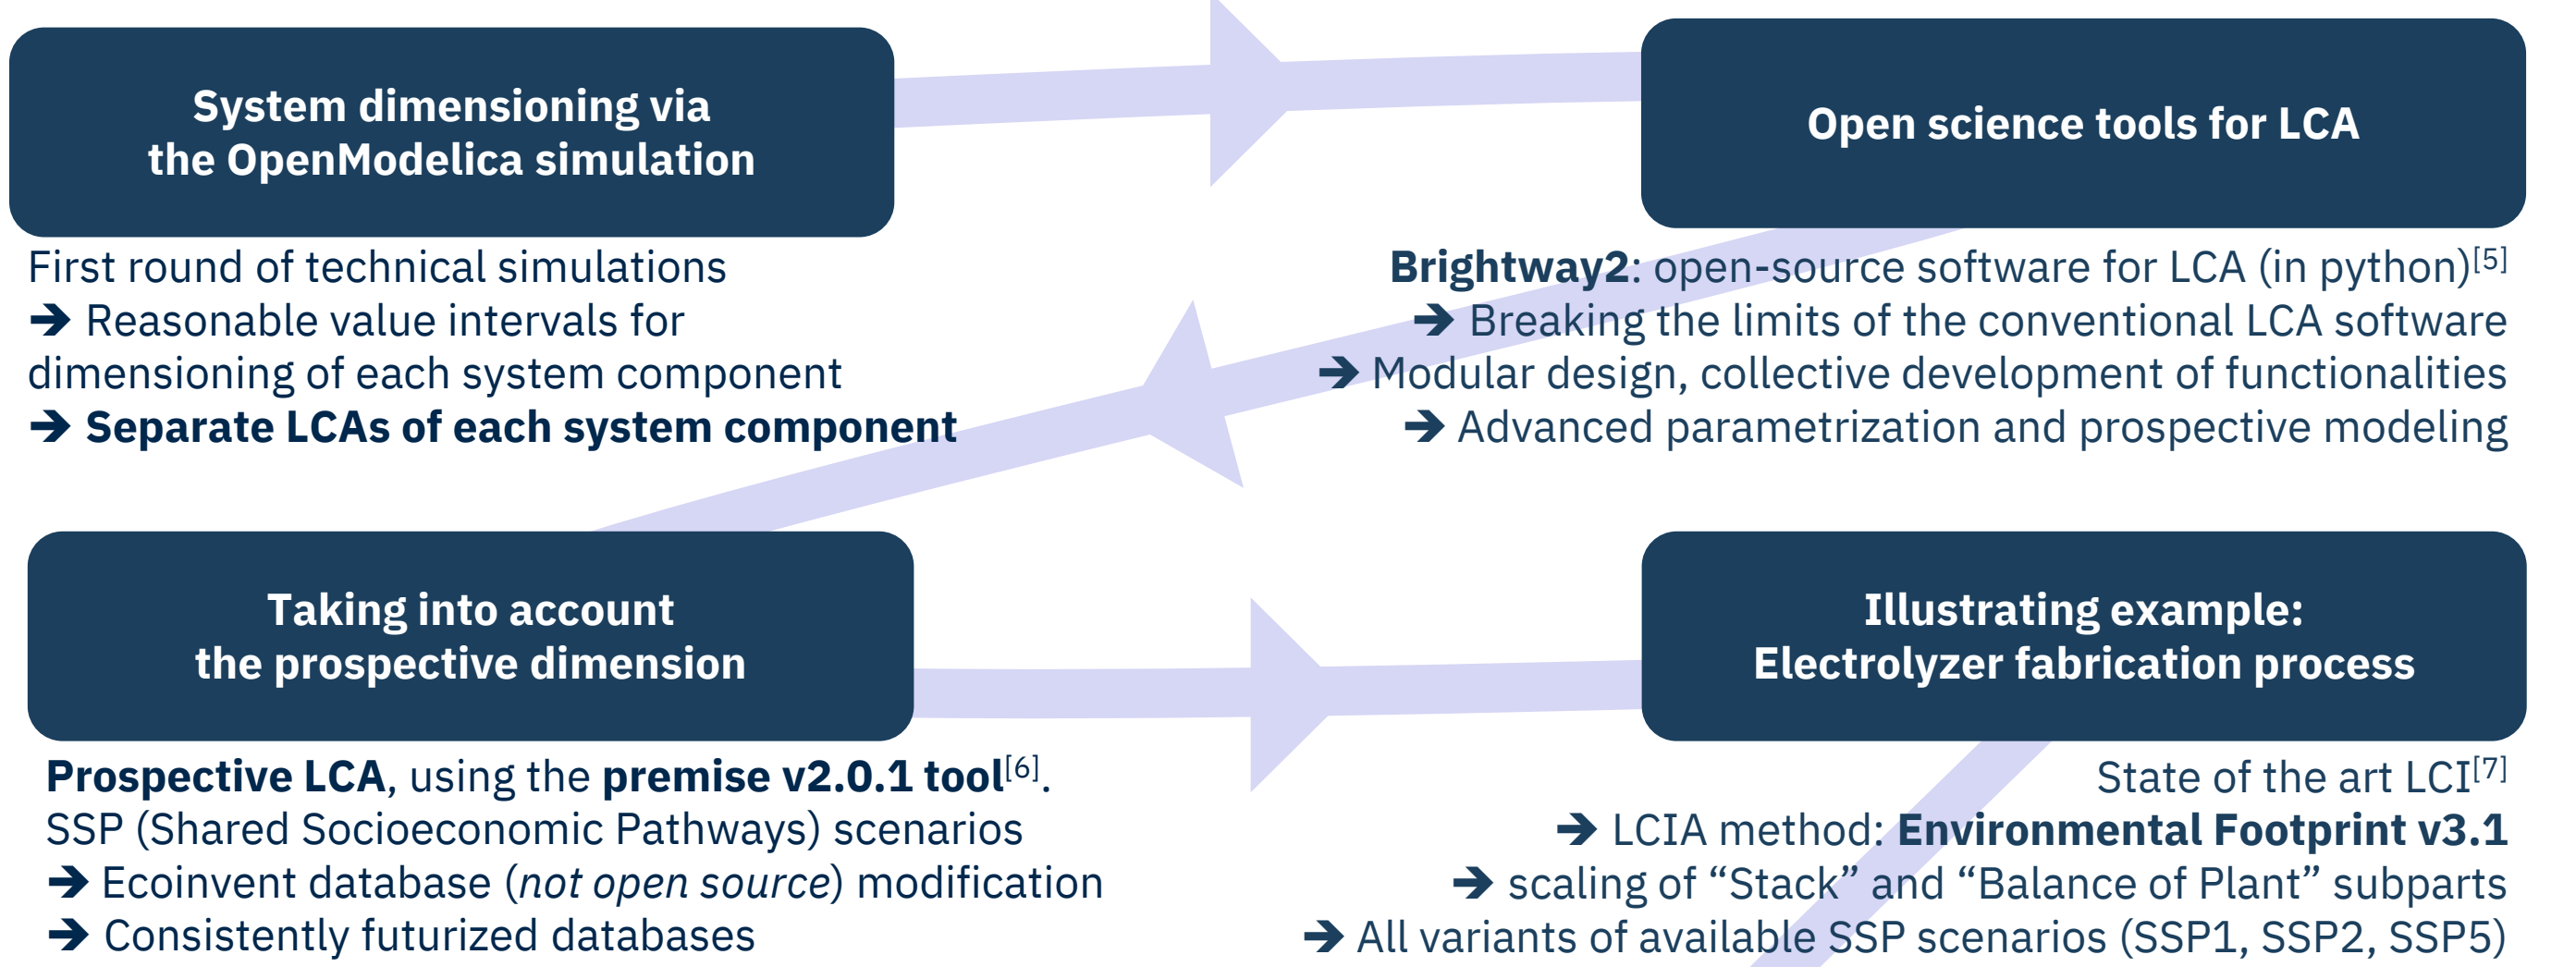 System dimensioning via
the OpenModelica simulation
First round of technical simulations
➔ Reasonable value intervals for
dimensioning of each system component
➔ Separate LCAs of each system component
Open science tools for LCA
Brightway2: open-source software for LCA (in python)[5]
➔ Breaking the limits of the conventional LCA software
➔ Modular design, collective development of functionalities
➔ Advanced parametrization and prospective modeling
Taking into account
the prospective dimension
Prospective LCA, using the premise v2.0.1 tool[6].
SSP (Shared Socioeconomic Pathways) scenarios
➔ Ecoinvent database (not open source) modification
➔ Consistently futurized databases
Illustrating example:
Electrolyzer fabrication process
State of the art LCI[7]
➔ LCIA method: Environmental Footprint v3.1
➔ scaling of “Stack” and “Balance of Plant” subparts
➔ All variants of available SSP scenarios (SSP1, SSP2, SSP5)